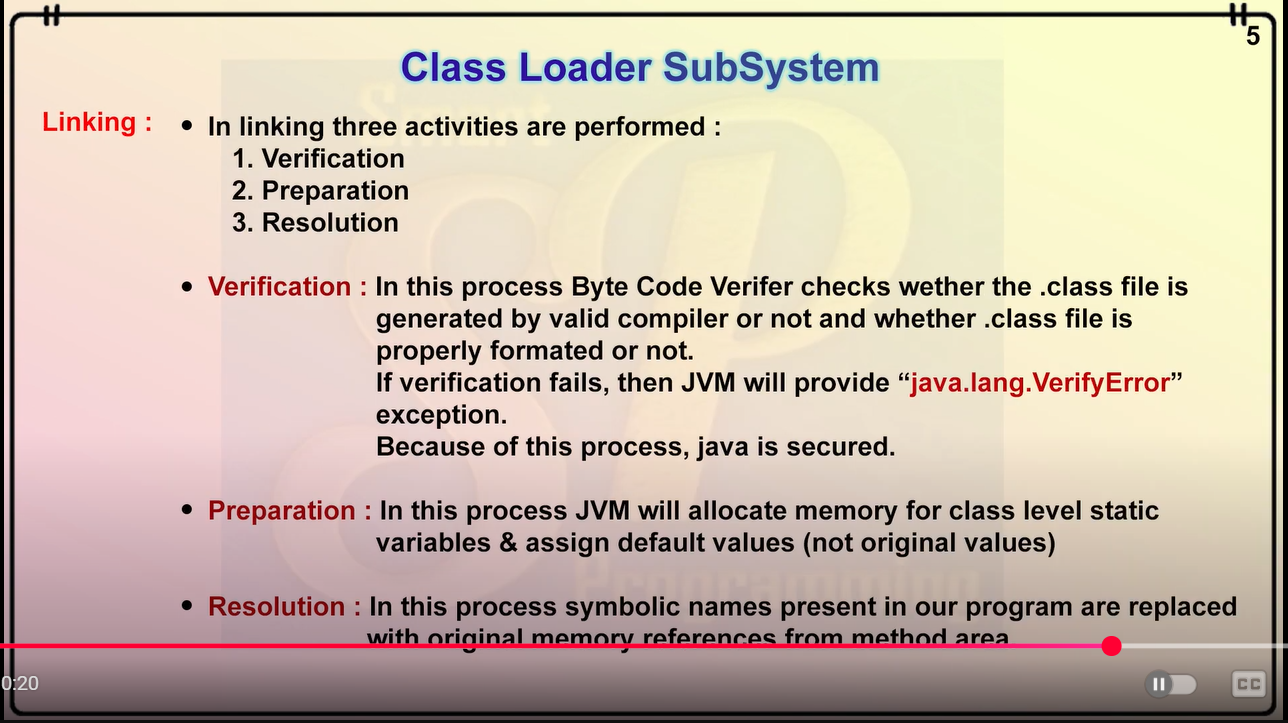 5
Class Loader SubSystem
Linking :
• In linking three activities are performed :
1. Verification
2. Preparation
3. Resolution
• Verification : In this process Byte Code Verifer checks wether the .class file is
generated by valid compiler or not and whether .class file is
properly formated or not.
If verification fails, then JVM will provide “java.lang.VerifyError”
exception.
Because of this process, java is secured.
• Preparation : In this process JVM will allocate memory for class level static
variables & assign default values (not original values)
• Resolution : In this process symbolic names present in our program are replaced
with original memory references from method area
Smart
SP
Programming
0:20
CC